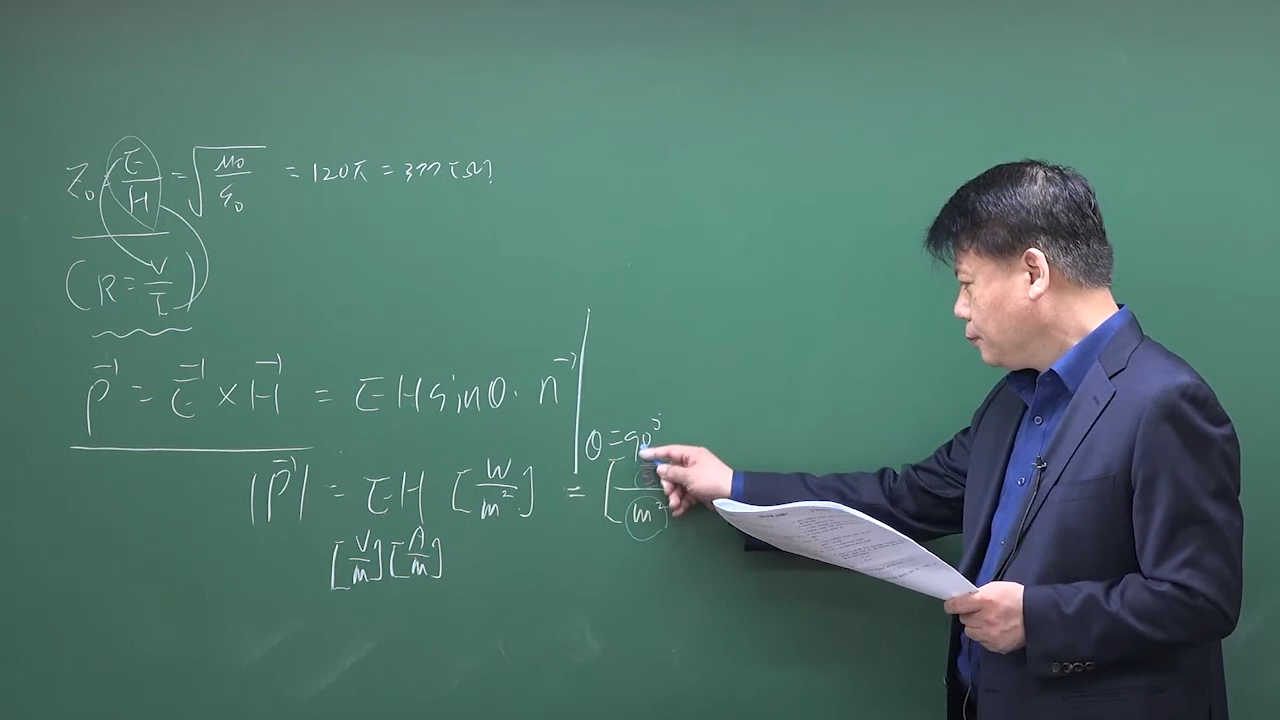 Z₀ = E/H = √(μ₀/ε₀) = 120π = 377 [Ω]
(R = V/I)
P⃗ = E⃗ × H⃗ = EH sinθ · n⃗
θ = 90°
|P⃗| = EH [W/m²] = [ /m²
[V/m] [A/m]